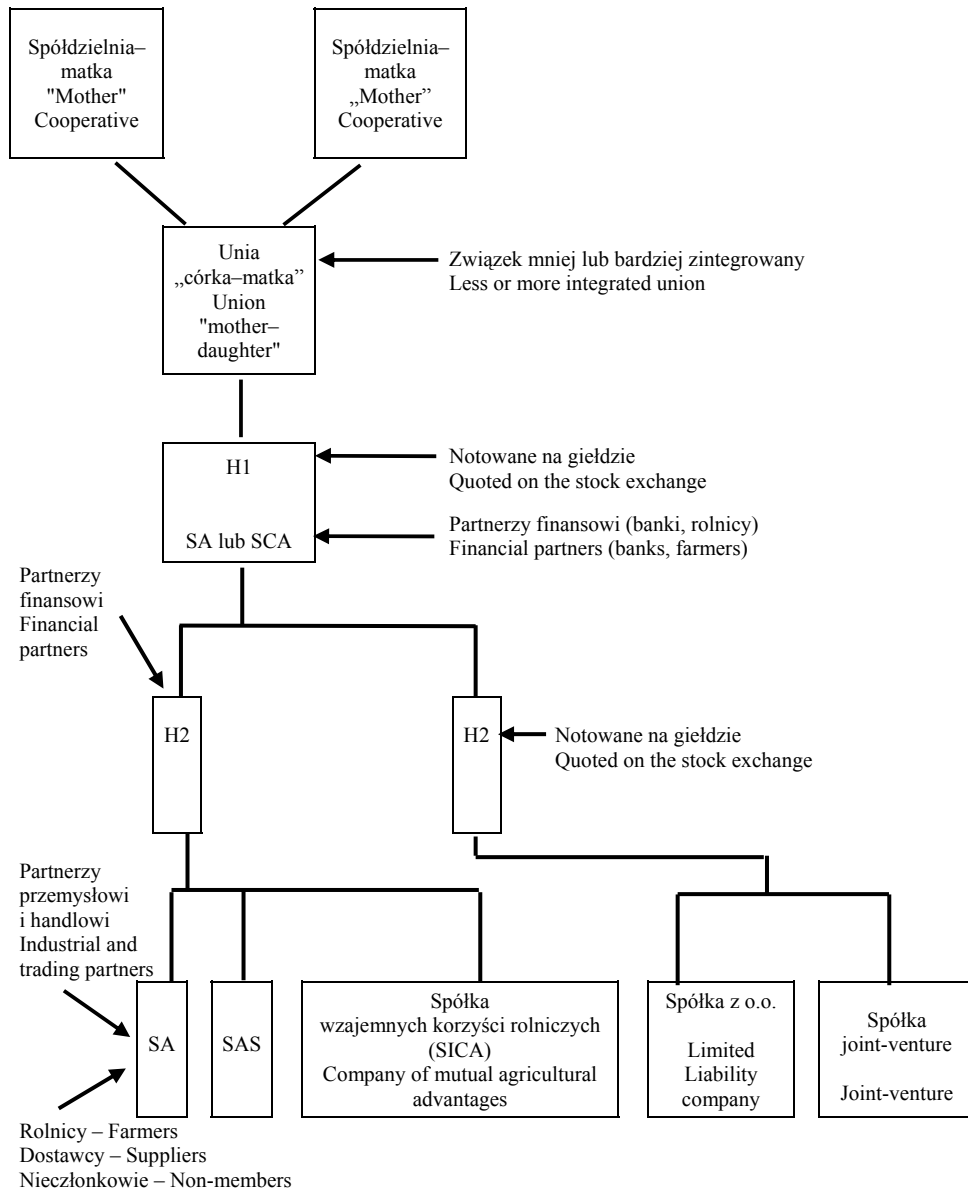 Spółdzielnia–
matka
"Mother"
Cooperative
Spółdzielnia–
matka
„Mother”
Cooperative
Unia
„córka–matka”
Union
"mother–
daughter"
Związek mniej lub bardziej zintegrowany
Less or more integrated union
H1
SA lub SCA
Notowane na giełdzie
Quoted on the stock exchange
Partnerzy finansowi (banki, rolnicy)
Financial partners (banks, farmers)
Partnerzy
finansowi
Financial
partners
H2
H2
Notowane na giełdzie
Quoted on the stock exchange
Partnerzy
przemysłowi
i handlowi
Industrial and
trading partners
SA
SAS
Spółka
wzajemnych korzyści rolniczych
(SICA)
Company of mutual agricultural
advantages
Spółka z o.o.
Limited
Liability
company
Spółka
joint-venture
Joint-venture
Rolnicy – Farmers
Dostawcy – Suppliers
Nieczłonkowie – Non-members